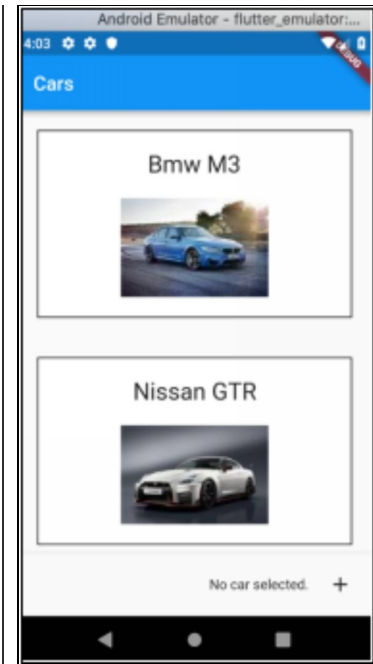 Android Emulator - flutter_emulator:...
4:03
DEBUG
Cars
Bmw M3
Nissan GTR
No car selected. +